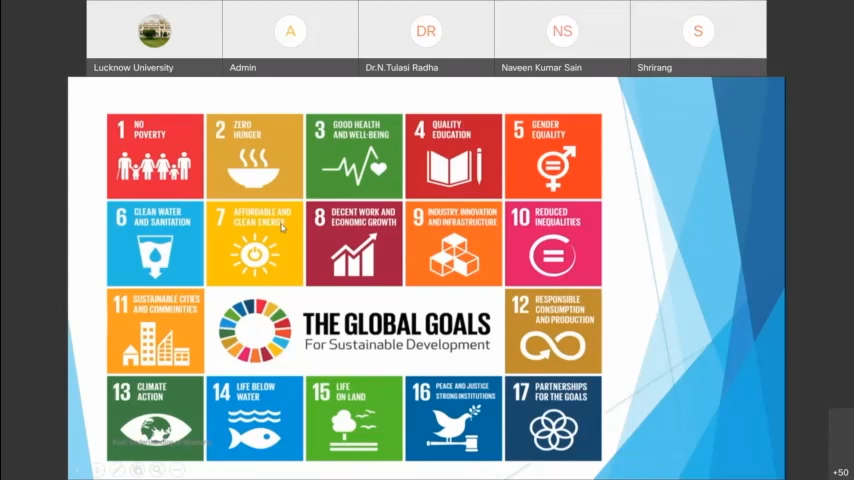 A
DR
NS
S
Lucknow University
Admin
Dr.N.Tulasi Radha
Naveen Kumar Sain
Shrirang
1 NO
POVERTY
2 ZERO
HUNGER
3 GOOD HEALTH
AND WELL-BEING
4 QUALITY
EDUCATION
5 GENDER
EQUALITY
6 CLEAN WATER
AND SANITATION
7 AFFORDABLE AND
CLEAN ENERGY
8 DECENT WORK AND
ECONOMIC GROWTH
9 INDUSTRY, INNOVATION
AND INFRASTRUCTURE
10 REDUCED
INEQUALITIES
11 SUSTAINABLE CITIES
AND COMMUNITIES
THE GLOBAL GOALS
For Sustainable Development
12 RESPONSIBLE
CONSUMPTION
AND PRODUCTION
13 CLIMATE
ACTION
14 LIFE BELOW
WATER
15 LIFE
ON LAND
16 PEACE AND JUSTICE
STRONG INSTITUTIONS
17 PARTNERSHIPS
FOR THE GOALS
+50